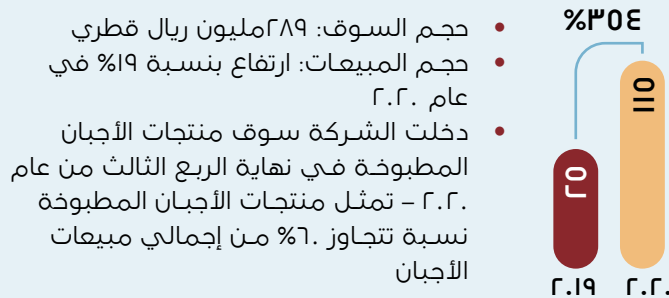 حجم السوق: ٢٨٩مليون ريال قطري
حجم المبيعات: ارتفاع بنسبة ١٩% في
عام ٢٠٢٠.
دخلت الشركة سوق منتجات الأجبان
المطبوخة في نهاية الربع الثالث من عام
٢٠٢٠ – تمثل منتجات الأجبان المطبوخة
نسبة تتجاوز ٦٠% من إجمالي مبيعات
الأجبان
%٣٥٤
١١٥
٢٥
٢٠١٩
٢٠٢٠